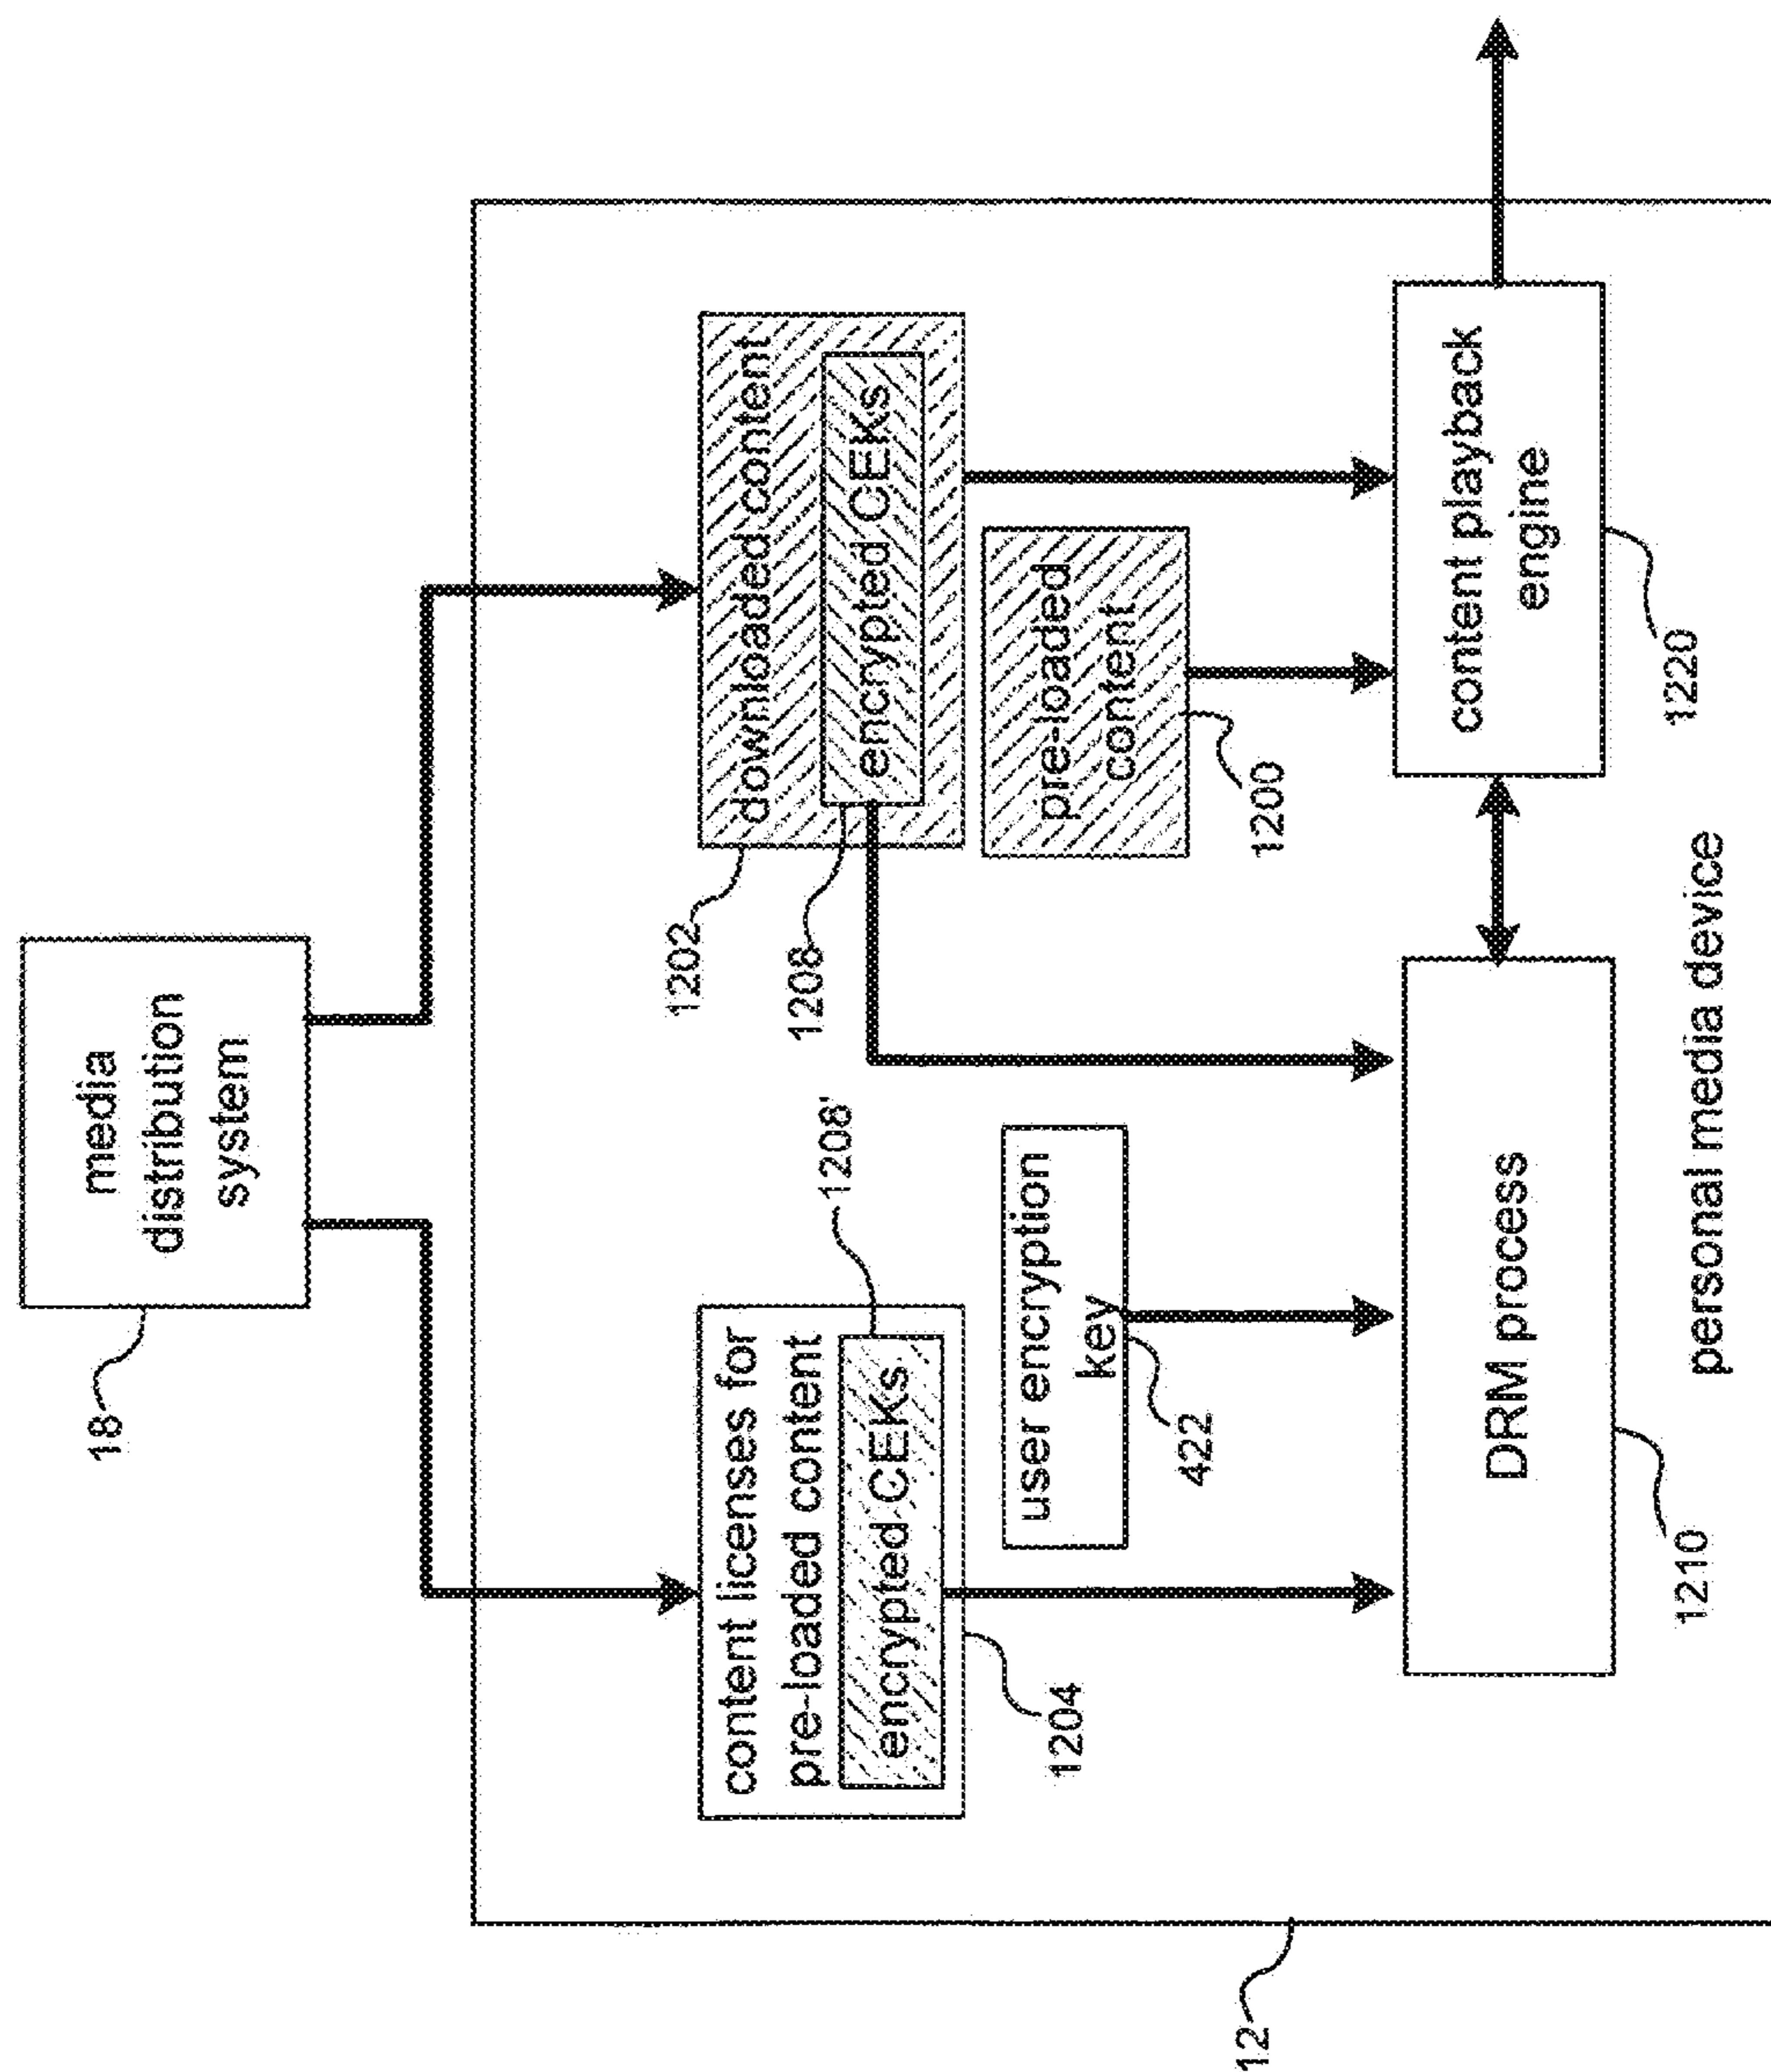 media
distribution
system
18
content licenses for
pre-loaded content
encrypted CEKs
1208'
1204
user encryption
key
422
downloaded content
encrypted CEKs
1202
1208
pre-loaded
content
1200
DRM process
1210
content playback
engine
1220
personal media device
12